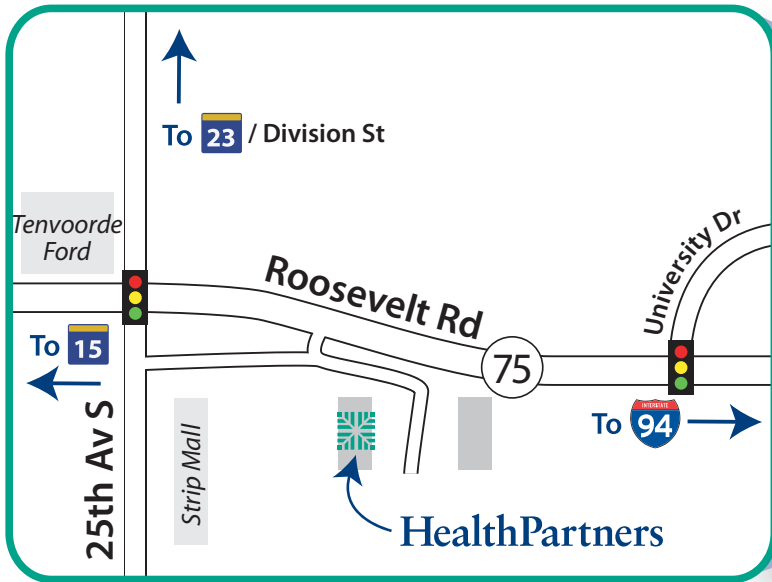 To 23 / Division St
Tenvoorde
Ford
University Dr
Roosevelt Rd
To 15
75
INTERSTATE
To 94
25th Av S
Strip Mall
HealthPartners